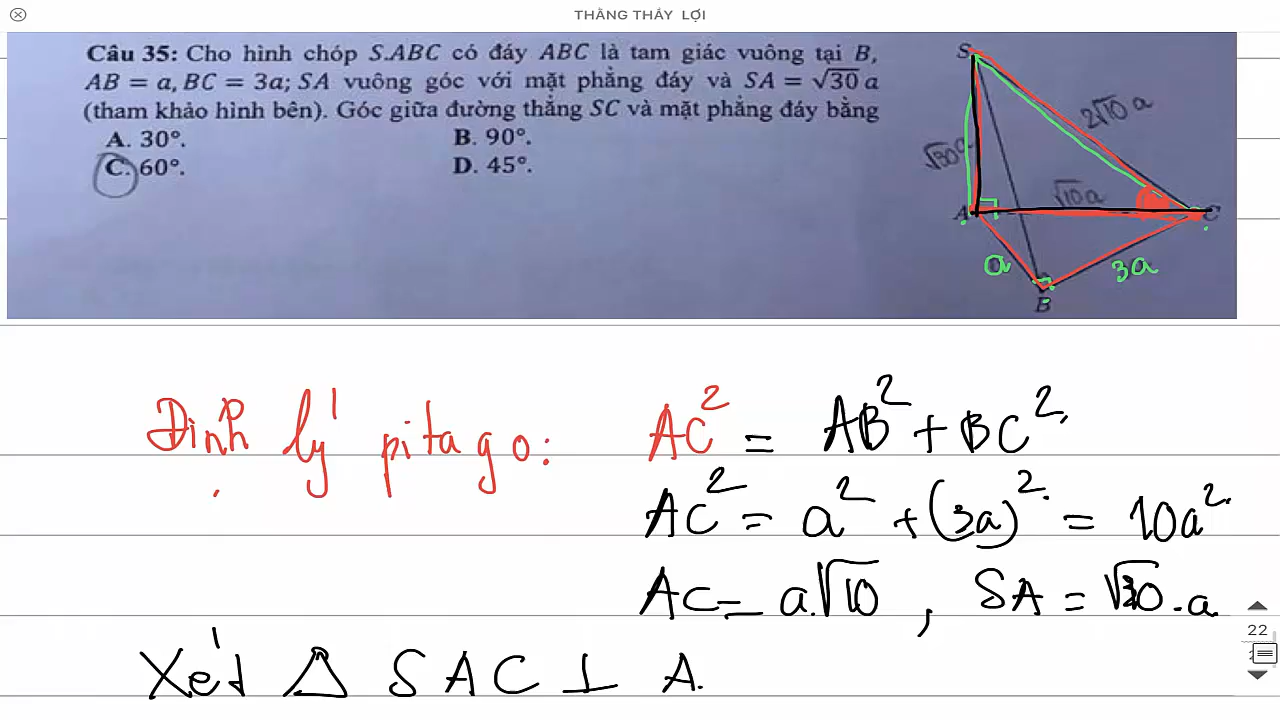 THẦNG THẦY LỢI
Câu 35: Cho hình chóp S.ABC có đáy ABC là tam giác vuông tại B,
AB = a, BC = 3a; SA vuông góc với mặt phẳng đáy và SA = √30 a
(tham khảo hình bên). Góc giữa đường thẳng SC và mặt phẳng đáy bằng
A. 30°. B. 90°.
C. 60°. D. 45°.
S
2√10 a
√30 a
√10 a
A
C
a
3a
B
Định lý pitago: AC² = AB² + BC²
AC² = a² + (3a)² = 10a²
AC = a.√10 , SA = √30.a
Xét Δ SAC ⊥ A.
22